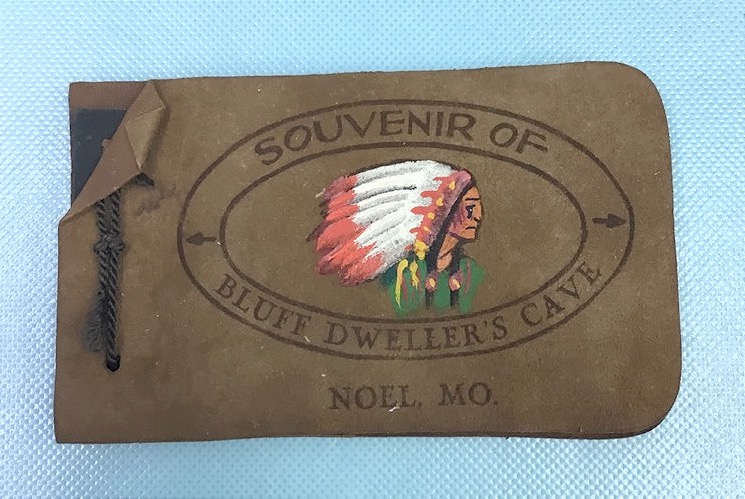 SOUVENIR OF
BLUFF DWELLER'S CAVE
NOEL, MO.